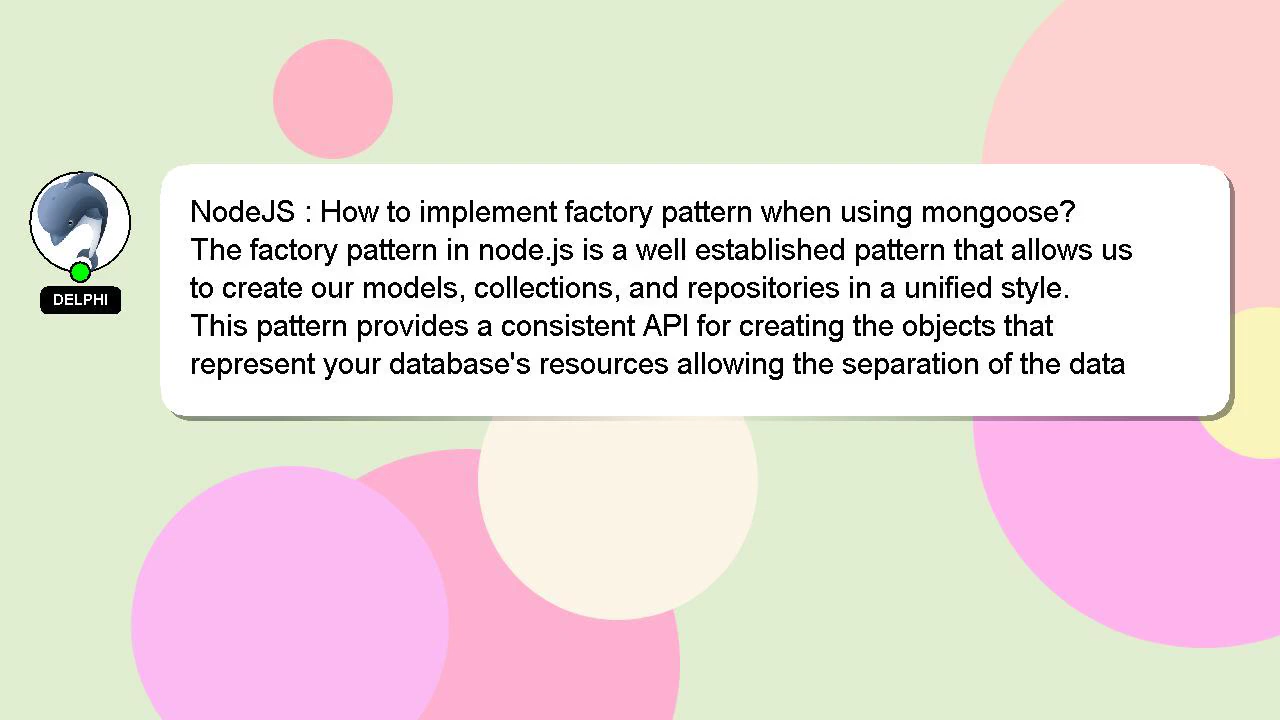 NodeJS : How to implement factory pattern when using mongoose?
The factory pattern in node.js is a well established pattern that allows us
to create our models, collections, and repositories in a unified style.
This pattern provides a consistent API for creating the objects that
represent your database's resources allowing the separation of the data
DELPHI